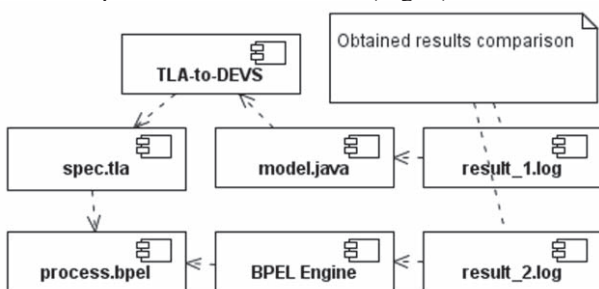 Obtained results comparison
TLA-to-DEVS
spec.tla
model.java
result_1.log
process.bpel
BPEL Engine
result_2.log